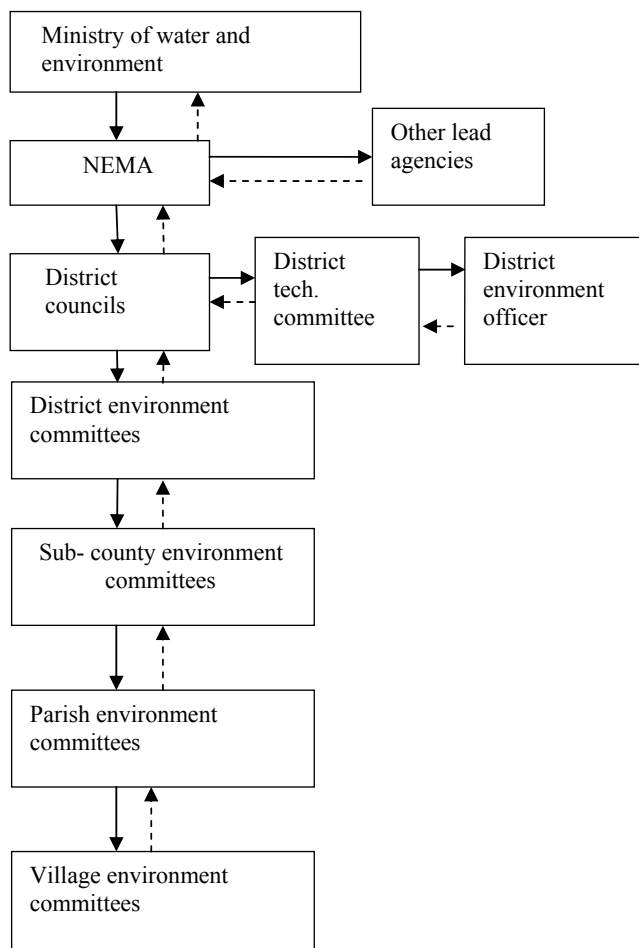 Ministry of water and
environment
NEMA
Other lead
agencies
District
councils
District
tech.
committee
District
environment
officer
District environment
committees
Sub- county environment
committees
Parish environment
committees
Village environment
committees